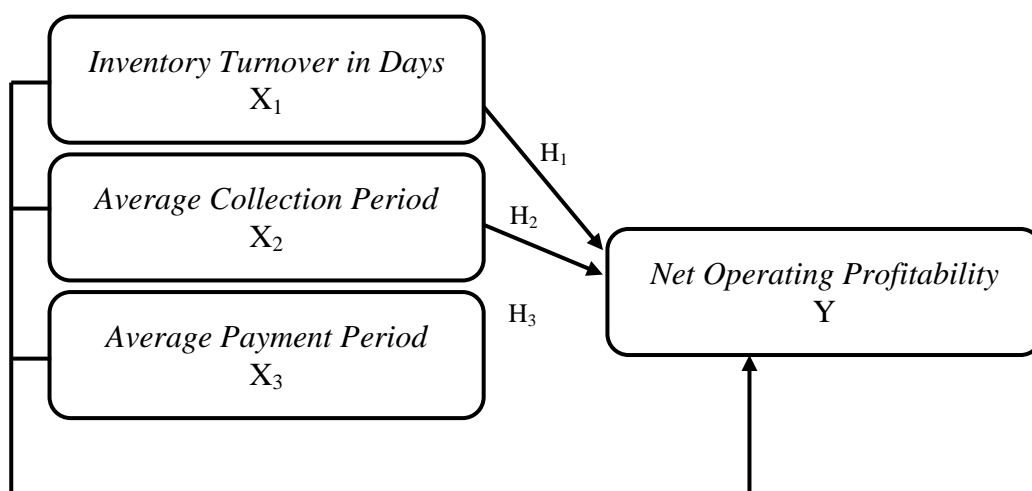 Inventory Turnover in Days
X₁
H₁
Average Collection Period
X₂
H₂
Net Operating Profitability
Y
H₃
Average Payment Period
X₃